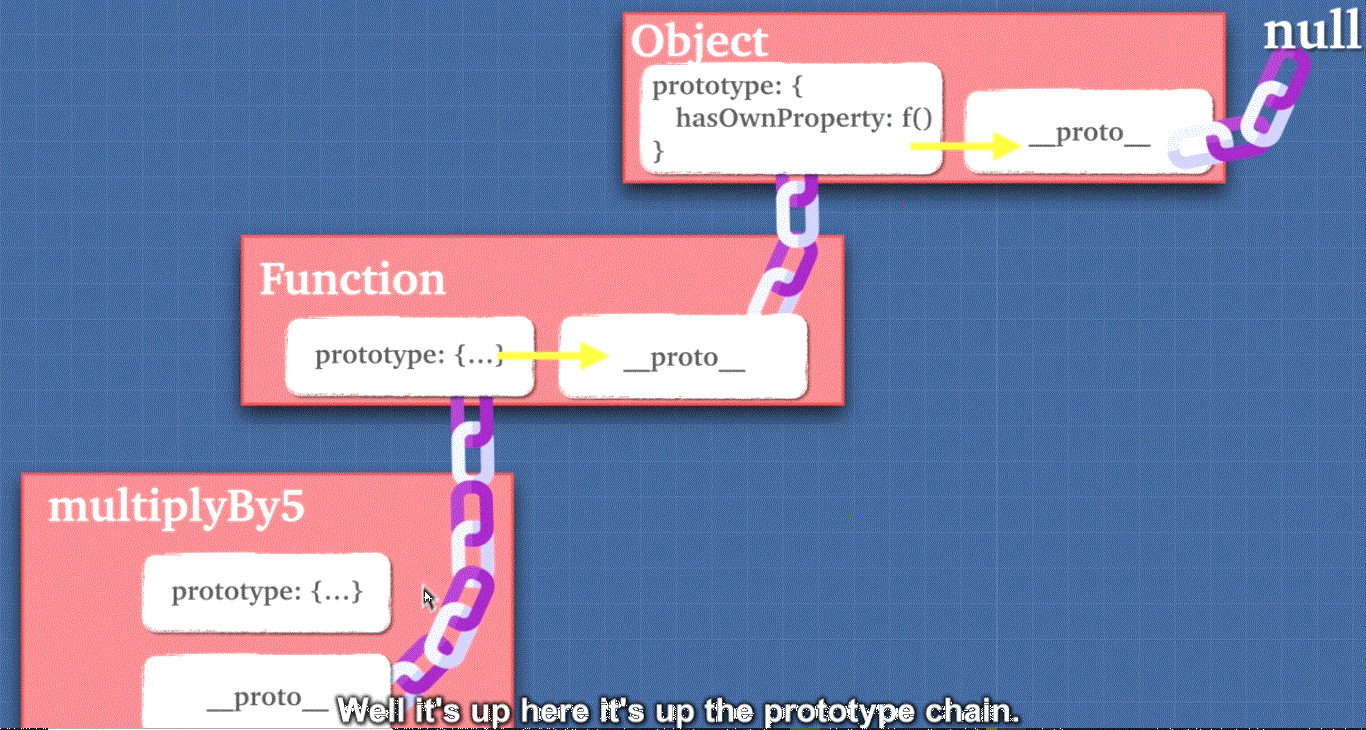 Object
null
prototype: {
hasOwnProperty: f()
}
__proto__
Function
prototype: {...}
__proto__
multiplyBy5
prototype: {...}
__proto__
Well it's up here it's up the prototype chain.